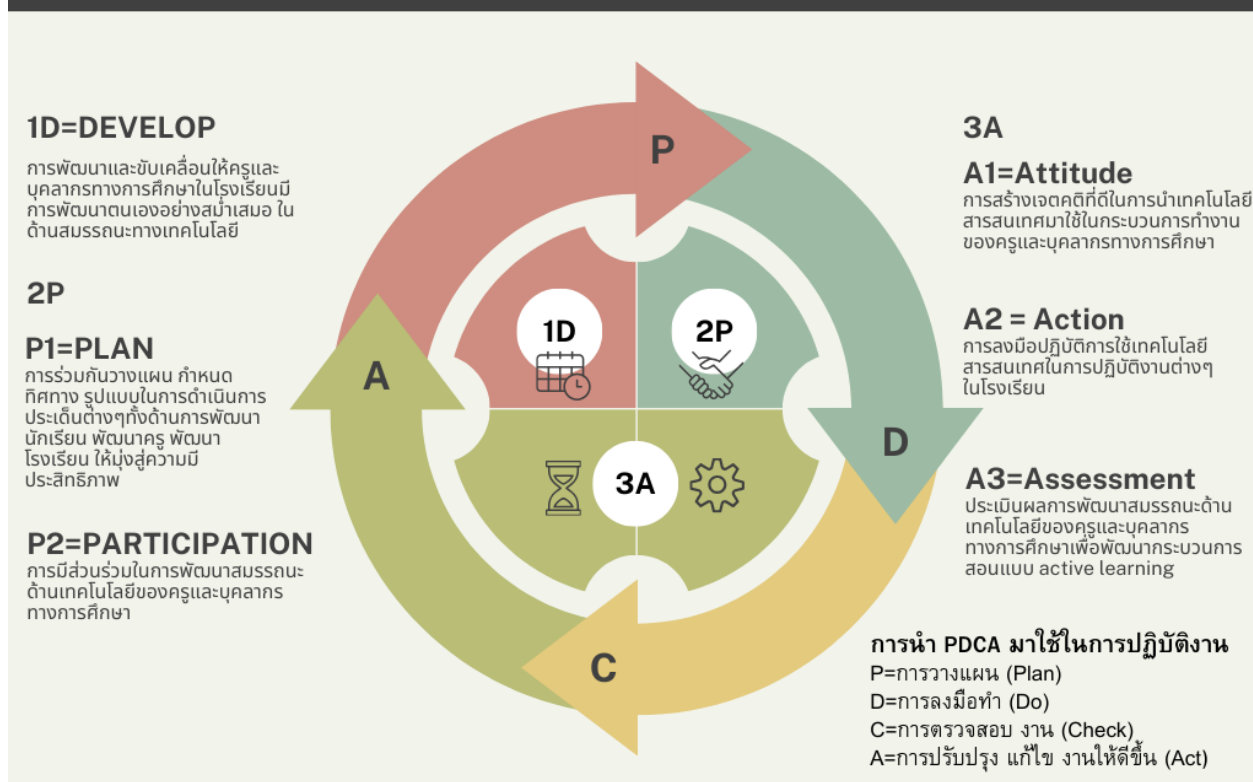 1D=DEVELOP
การพัฒนาและขับเคลื่อนให้ครูและ
บุคลากรทางการศึกษาในโรงเรียนมี
การพัฒนาตนเองอย่างสม่ำเสมอ ใน
ด้านสมรรถนะทางเทคโนโลยี
2P
P1=PLAN
การร่วมกันวางแผน กำหนด
ทิศทาง รูปแบบในการดำเนินการ
ประเด็นต่างๆทั้งด้านการพัฒนา
นักเรียน พัฒนาครู พัฒนา
โรงเรียน ให้มุ่งสู่ความมี
ประสิทธิภาพ
P2=PARTICIPATION
การมีส่วนร่วมในการพัฒนาสมรรถนะ
ด้านเทคโนโลยีของครูและบุคลากร
ทางการศึกษา
P
1D
2P
A
D
3A
C
3A
A1=Attitude
การสร้างเจตคติที่ดีในการนำเทคโนโลยี
สารสนเทศมาใช้ในกระบวนการทำงาน
ของครูและบุคลากรทางการศึกษา
A2 = Action
การลงมือปฏิบัติการใช้เทคโนโลยี
สารสนเทศในการปฏิบัติงานต่างๆ
ในโรงเรียน
A3=Assessment
ประเมินผลการพัฒนาสมรรถนะด้าน
เทคโนโลยีของครูและบุคลากร
ทางการศึกษาเพื่อพัฒนากระบวนการ
สอนแบบ active learning
การนำ PDCA มาใช้ในการปฏิบัติงาน
P=การวางแผน (Plan)
D=การลงมือทำ (Do)
C=การตรวจสอบ งาน (Check)
A=การปรับปรุง แก้ไข งานให้ดีขึ้น (Act)